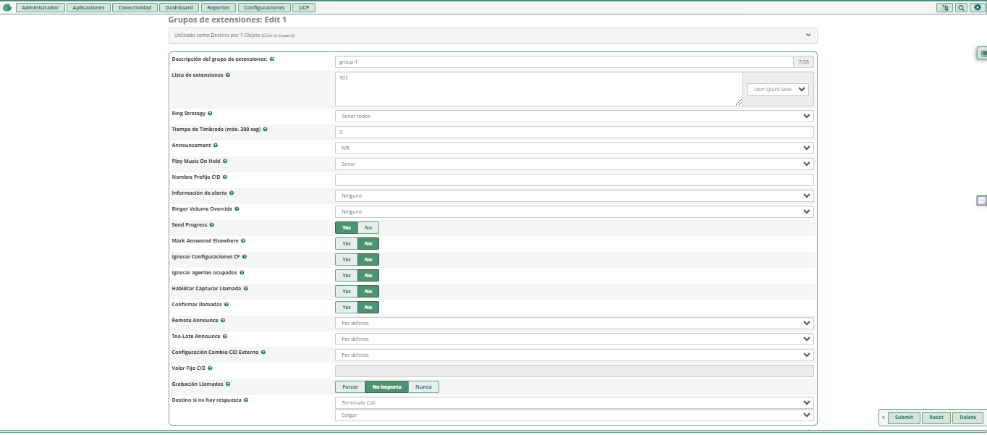 Administrador Aplicaciones Conectividad Dashboard Reportes Configuraciones UCP
Grupos de extensiones: Edit 1
Utilizado como Destino por 1 Objeto (Click to Expand)
Descripción del grupo de extensiones: group-1 7/35
Lista de extensiones 101 User Quick Selec
Ring Strategy Sonar todos
Tiempo de Timbrado (máx. 300 seg) 2
Announcement IVR
Play Music On Hold Sonar
Nombre Prefijo CID
Información de alerta Ninguno
Ringer Volume Override Ninguno
Send Progress Yes No
Mark Answered Elsewhere Yes No
Ignorar Configuraciones CF Yes No
Ignorar agentes ocupados Yes No
Habilitar Capturar Llamada Yes No
Confirmar llamadas Yes No
Remote Announce Por defecto
Too-Late Announce Por defecto
Configuración Cambio CID Externo Por defecto
Valor Fijo CID
Grabación Llamadas Forzar No Importa Nunca
Destino si no hay respuesta Terminate Call
Colgar
Submit Reset Delete